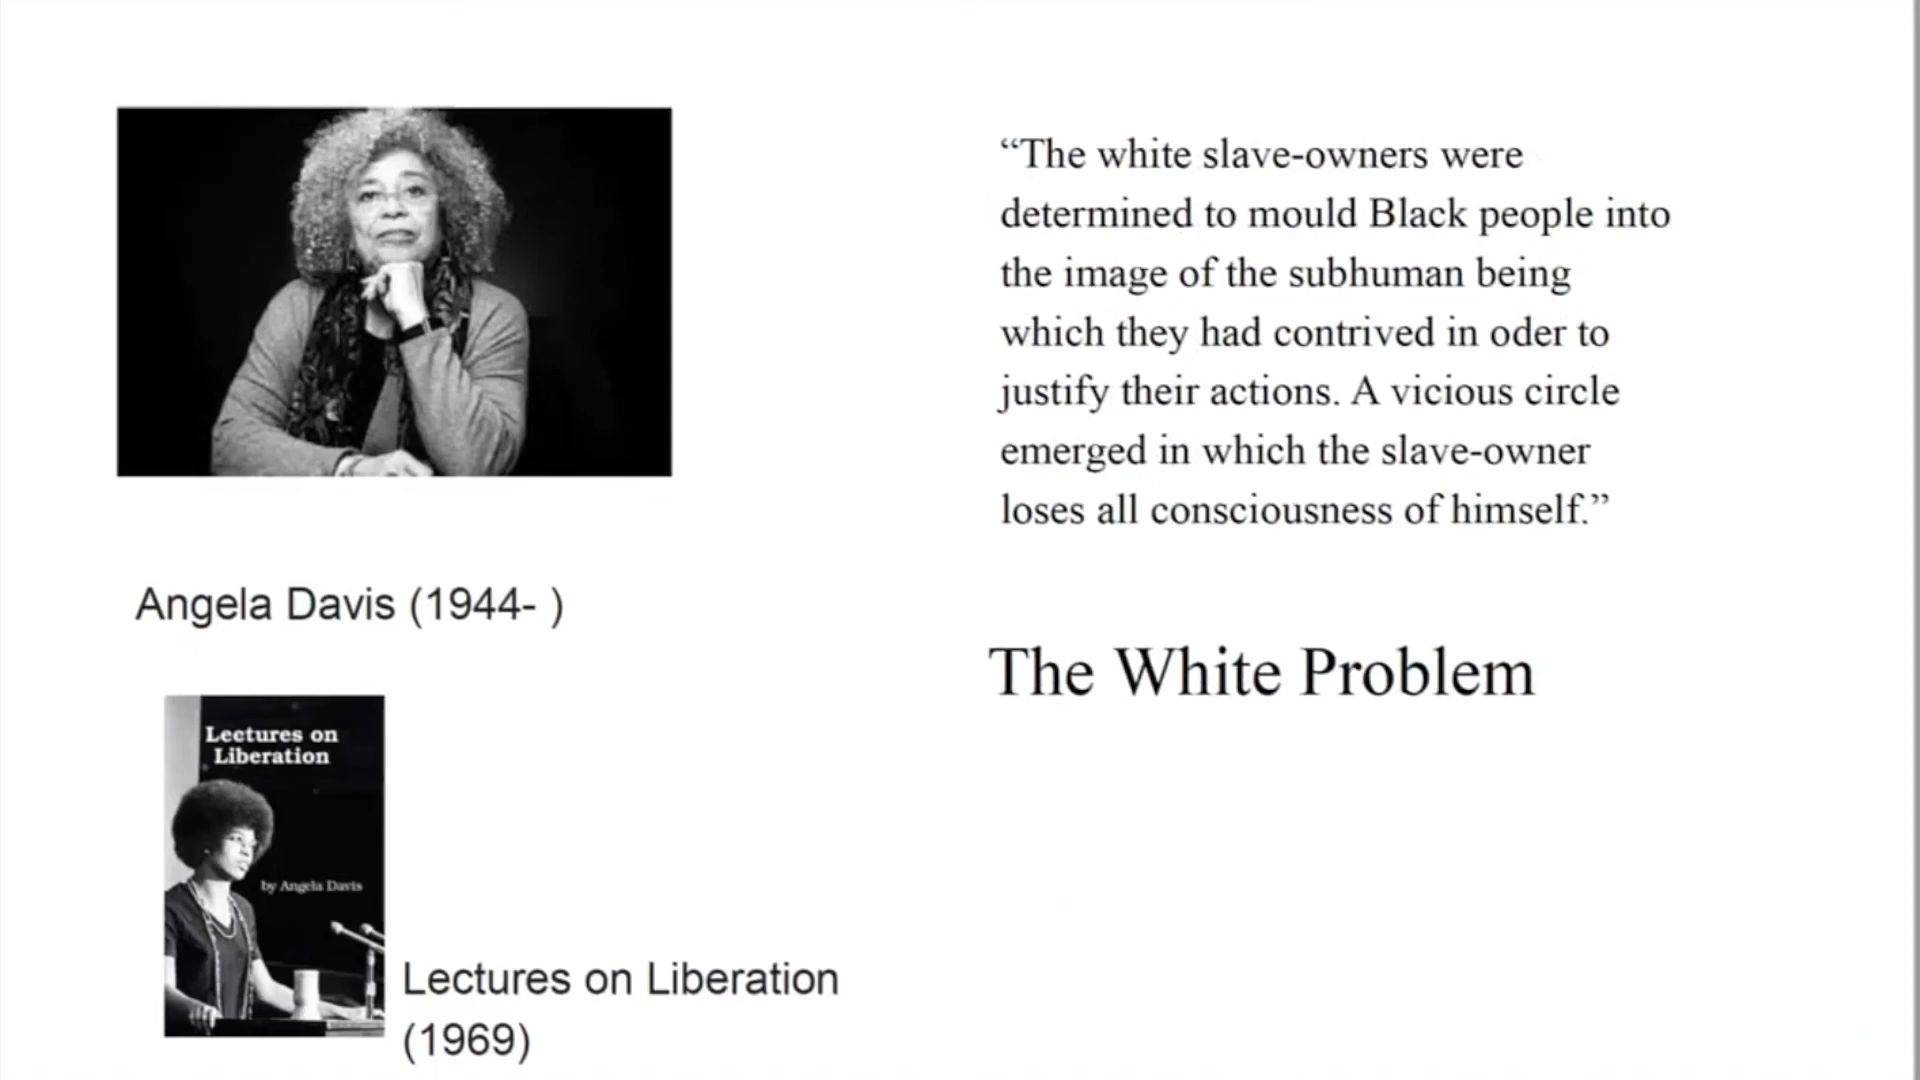 “The white slave-owners were
determined to mould Black people into
the image of the subhuman being
which they had contrived in oder to
justify their actions. A vicious circle
emerged in which the slave-owner
loses all consciousness of himself.”
Angela Davis (1944- )
The White Problem
Lectures on
Liberation
by Angela Davis
Lectures on Liberation
(1969)